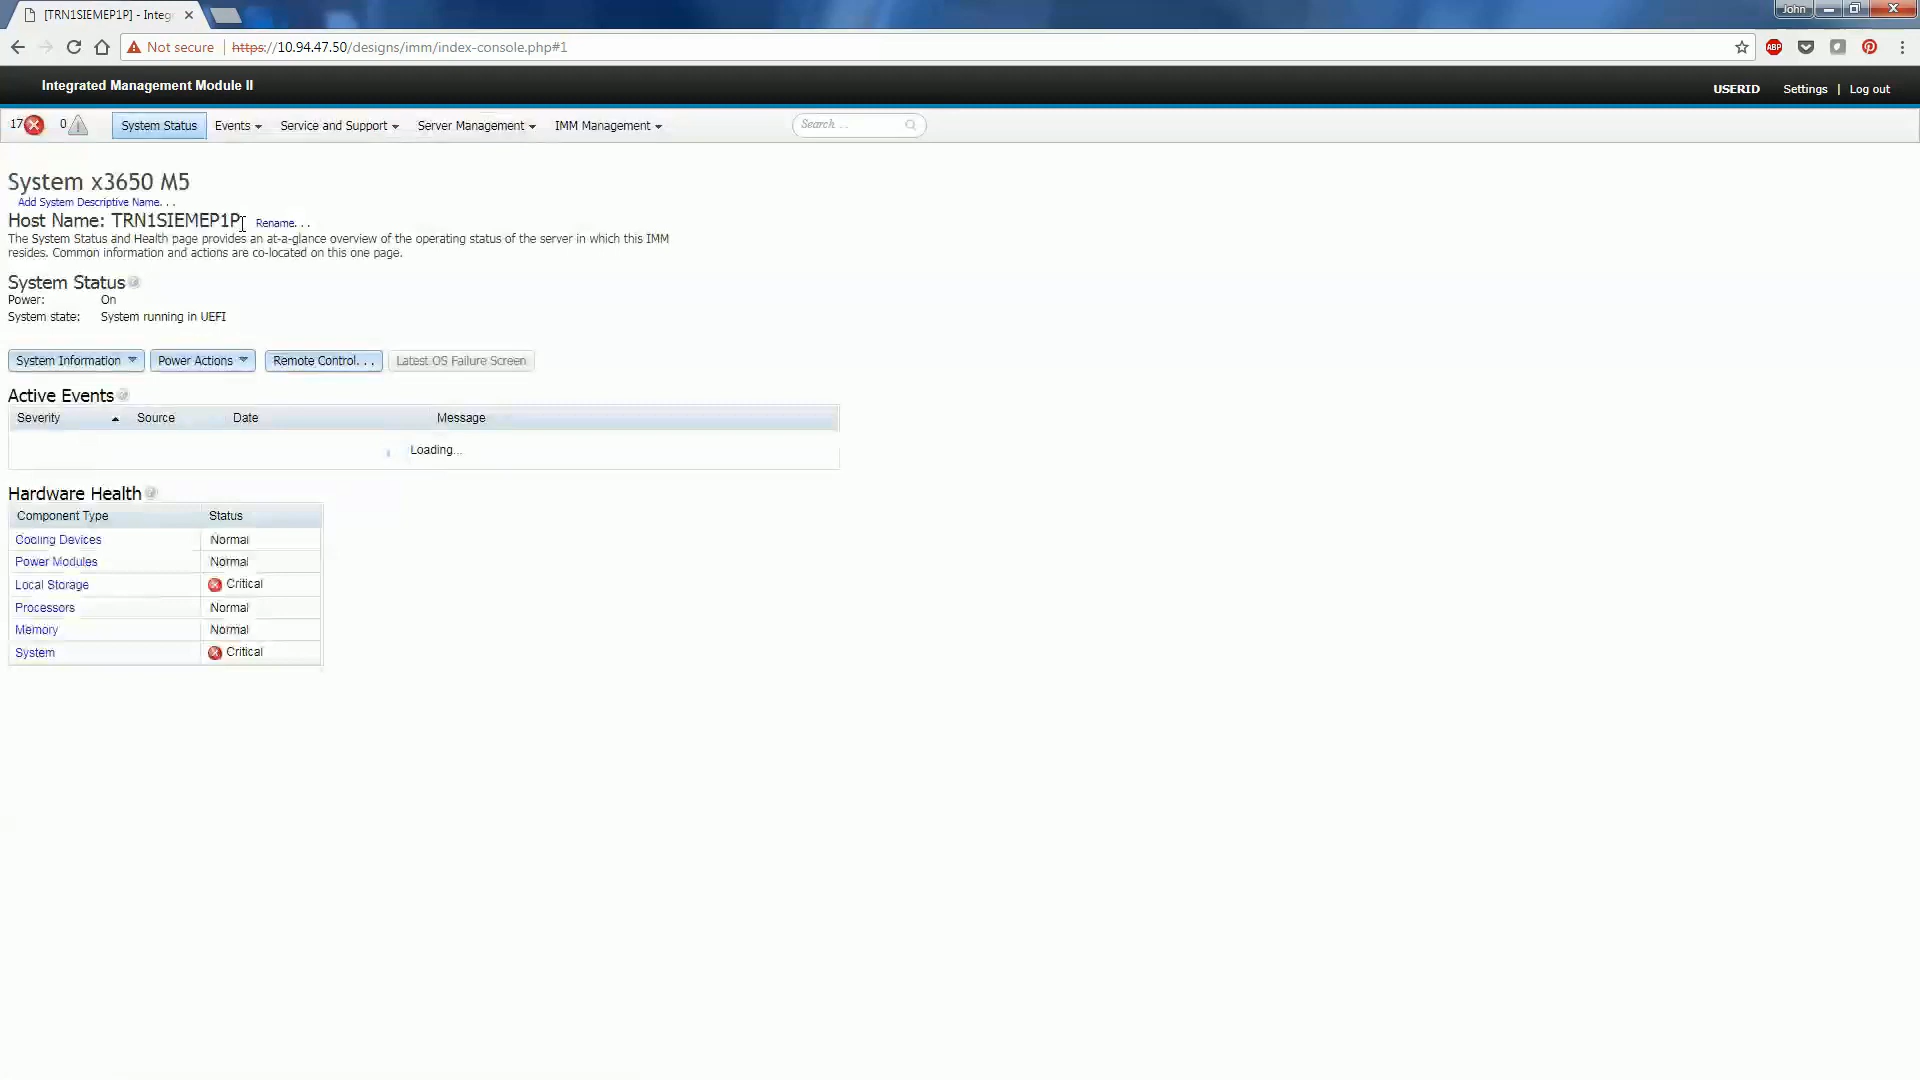 [TRN1SIEMEP1P] - Integ
John
Not secure https://10.94.47.50/designs/imm/index-console.php#1
ABP
Integrated Management Module II
USERID Settings | Log out
17 0 System Status Events Service and Support Server Management IMM Management Search . . .
System x3650 M5
Add System Descriptive Name. . .
Host Name: TRN1SIEMEP1P Rename. . .
The System Status and Health page provides an at-a-glance overview of the operating status of the server in which this IMM
resides. Common information and actions are co-located on this one page.
System Status
Power: On
System state: System running in UEFI
System Information Power Actions Remote Control. . . Latest OS Failure Screen
Active Events
Severity Source Date Message
Loading...
Hardware Health
Component Type Status
Cooling Devices Normal
Power Modules Normal
Local Storage Critical
Processors Normal
Memory Normal
System Critical